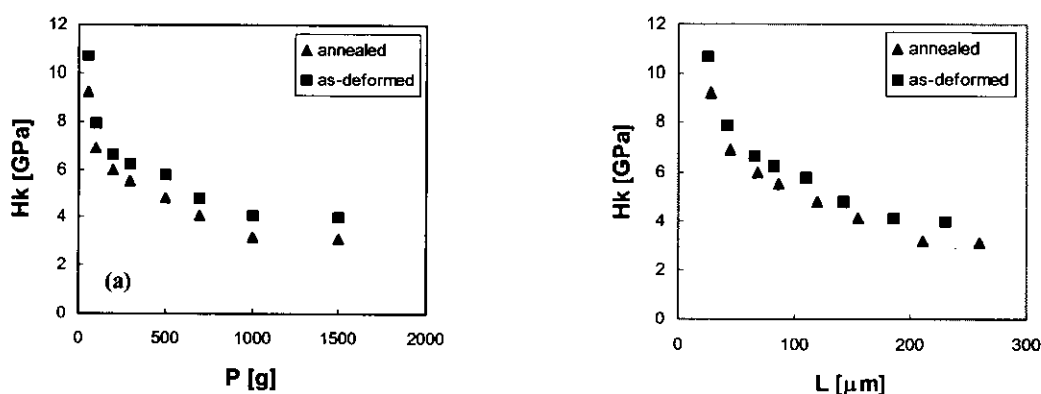 12
10
8
6
4
2
0
Hk [GPa]
annealed
as-deformed
(a)
0 500 1000 1500 2000
P [g]
12
10
8
6
4
2
0
Hk [GPa]
annealed
as-deformed
0 100 200 300
L [μm]